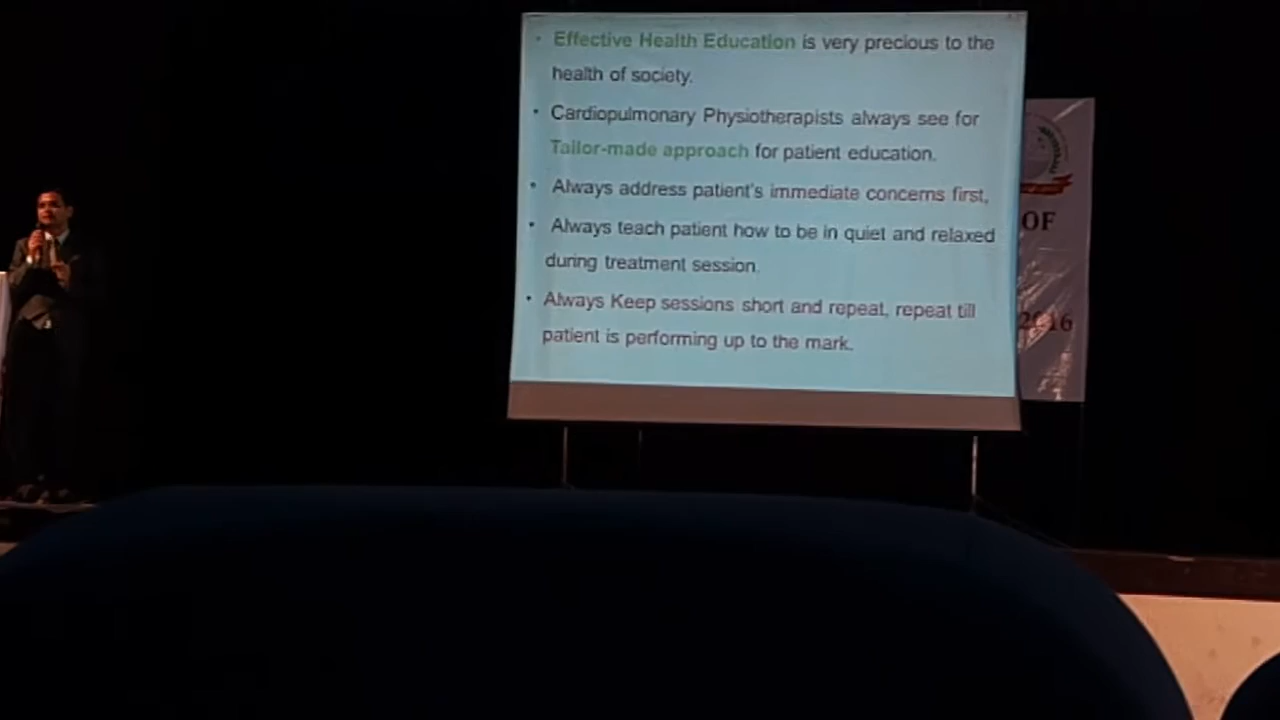 • Effective Health Education is very precious to the
health of society.
• Cardiopulmonary Physiotherapists always see for
Tailor-made approach for patient education.
• Always address patient's immediate concerns first,
• Always teach patient how to be in quiet and relaxed
during treatment session.
• Always Keep sessions short and repeat, repeat till
patient is performing up to the mark.
OF
2016